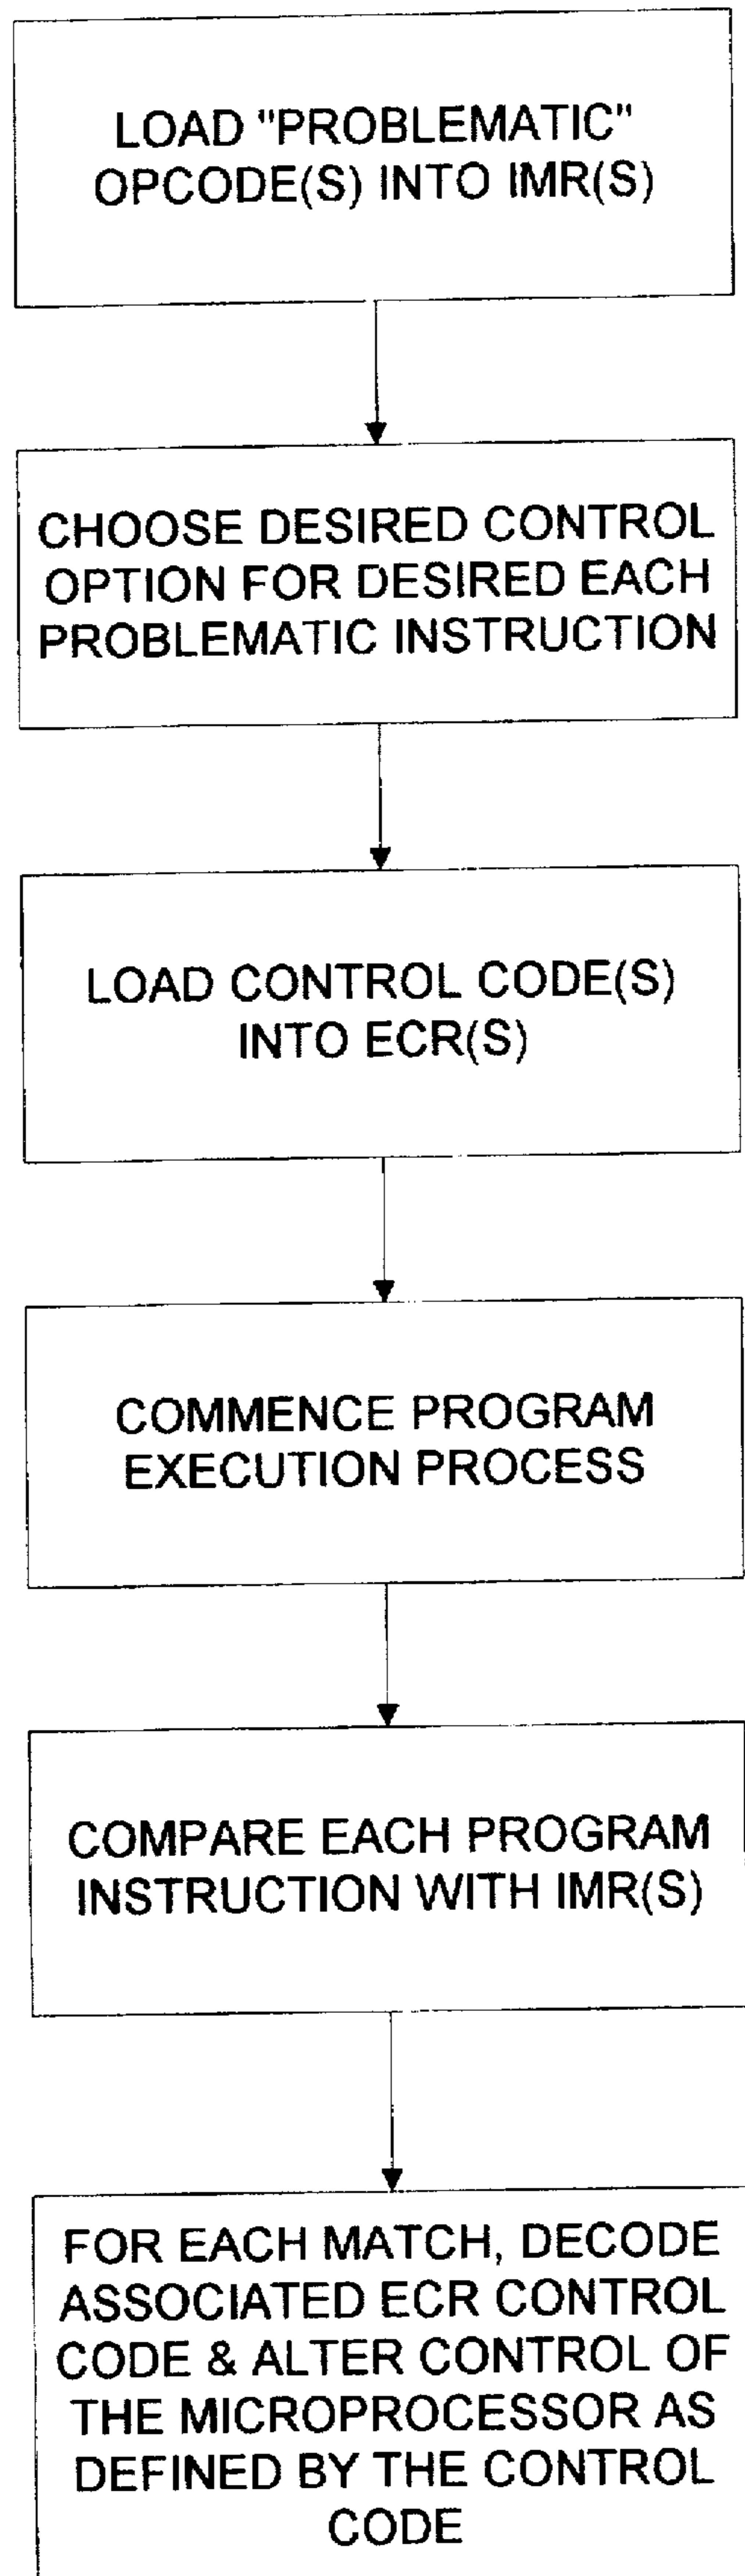 LOAD "PROBLEMATIC"
OPCODE(S) INTO IMR(S)
CHOOSE DESIRED CONTROL
OPTION FOR DESIRED EACH
PROBLEMATIC INSTRUCTION
LOAD CONTROL CODE(S)
INTO ECR(S)
COMMENCE PROGRAM
EXECUTION PROCESS
COMPARE EACH PROGRAM
INSTRUCTION WITH IMR(S)
FOR EACH MATCH, DECODE
ASSOCIATED ECR CONTROL
CODE & ALTER CONTROL OF
THE MICROPROCESSOR AS
DEFINED BY THE CONTROL
CODE